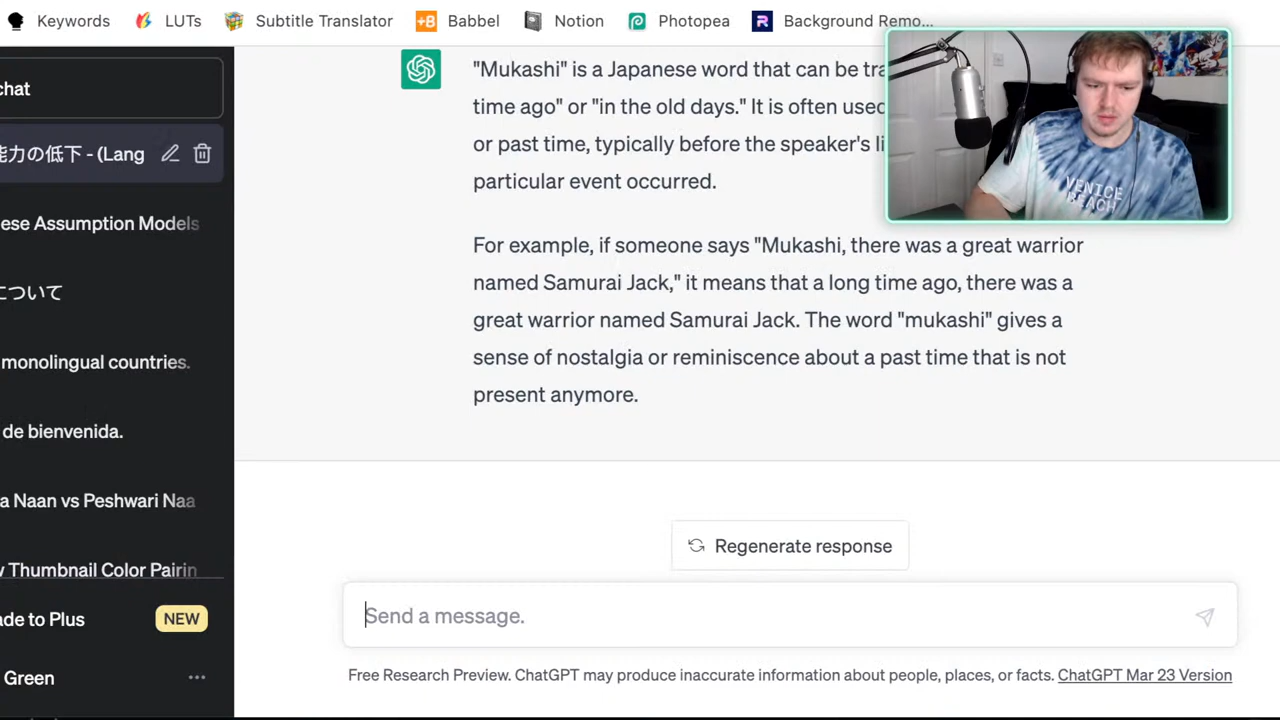 Keywords LUTs Subtitle Translator +B Babbel Notion Photopea R Background Remo...
chat
"Mukashi" is a Japanese word that can be
time ago" or "in the old days." It is often used
or past time, typically before the speaker's
particular event occurred.
能力の低下 - (Lang
ese Assumption Models
For example, if someone says "Mukashi, there was a great warrior
named Samurai Jack," it means that a long time ago, there was a
great warrior named Samurai Jack. The word "mukashi" gives a
sense of nostalgia or reminiscence about a past time that is not
present anymore.
について
monolingual countries.
de bienvenida.
a Naan vs Peshwari Naa
w Thumbnail Color Pairin
ade to Plus NEW
Green ...
VENICE
BEACH
Regenerate response
Send a message.
Free Research Preview. ChatGPT may produce inaccurate information about people, places, or facts. ChatGPT Mar 23 Version